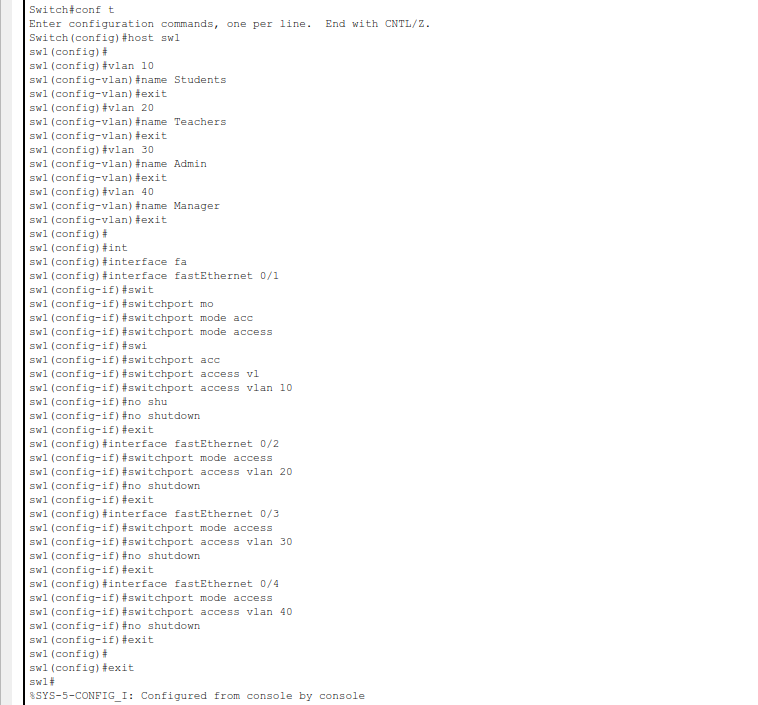 Switch#conf t
Enter configuration commands, one per line.  End with CNTL/Z.
Switch(config)#host sw1
sw1(config)#
sw1(config)#vlan 10
sw1(config-vlan)#name Students
sw1(config-vlan)#exit
sw1(config)#vlan 20
sw1(config-vlan)#name Teachers
sw1(config-vlan)#exit
sw1(config)#vlan 30
sw1(config-vlan)#name Admin
sw1(config-vlan)#exit
sw1(config)#vlan 40
sw1(config-vlan)#name Manager
sw1(config-vlan)#exit
sw1(config)#
sw1(config)#int
sw1(config)#interface fa
sw1(config)#interface fastEthernet 0/1
sw1(config-if)#swit
sw1(config-if)#switchport mo
sw1(config-if)#switchport mode acc
sw1(config-if)#switchport mode access
sw1(config-if)#swi
sw1(config-if)#switchport acc
sw1(config-if)#switchport access vl
sw1(config-if)#switchport access vlan 10
sw1(config-if)#no shu
sw1(config-if)#no shutdown
sw1(config-if)#exit
sw1(config)#interface fastEthernet 0/2
sw1(config-if)#switchport mode access
sw1(config-if)#switchport access vlan 20
sw1(config-if)#no shutdown
sw1(config-if)#exit
sw1(config)#interface fastEthernet 0/3
sw1(config-if)#switchport mode access
sw1(config-if)#switchport access vlan 30
sw1(config-if)#no shutdown
sw1(config-if)#exit
sw1(config)#interface fastEthernet 0/4
sw1(config-if)#switchport mode access
sw1(config-if)#switchport access vlan 40
sw1(config-if)#no shutdown
sw1(config-if)#exit
sw1(config)#
sw1(config)#exit
sw1#
%SYS-5-CONFIG_I: Configured from console by console